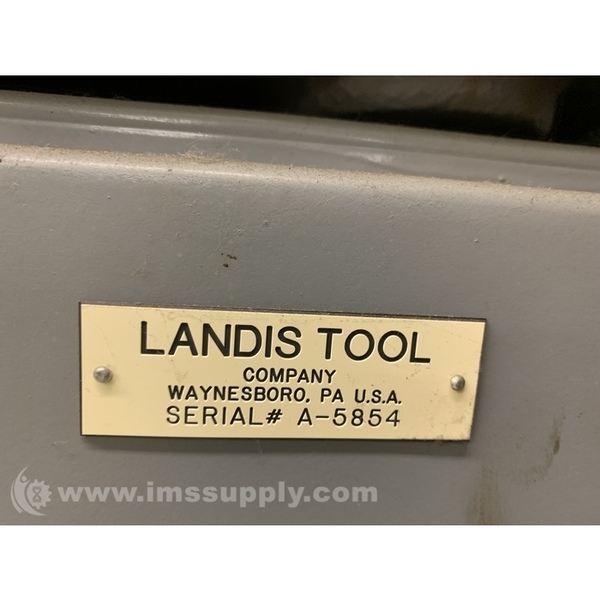 LANDIS TOOL
COMPANY
WAYNESBORO, PA U.S.A.
SERIAL# A-5854
www.imssupply.com